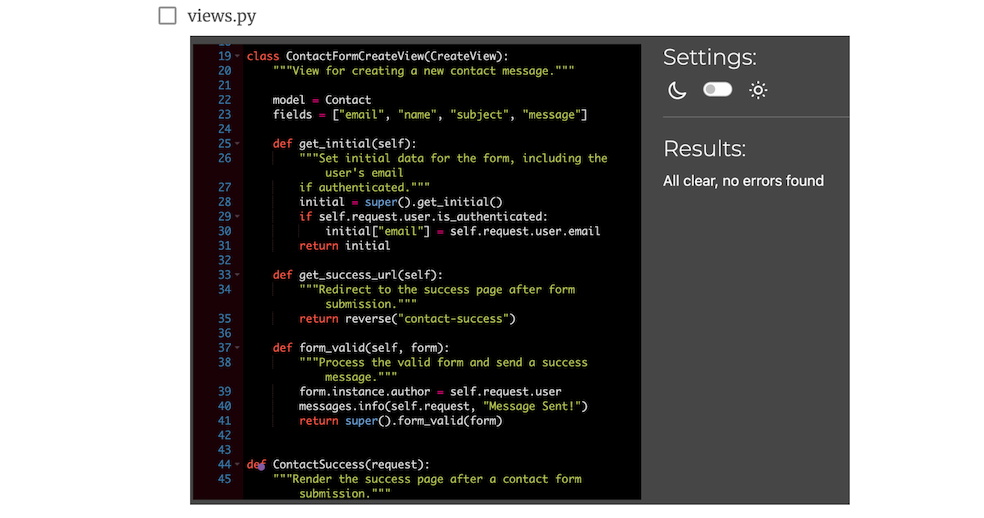 views.py
19 class ContactFormCreateView(CreateView):
20 """View for creating a new contact message."""
21
22 model = Contact
23 fields = ["email", "name", "subject", "message"]
24
25 def get_initial(self):
26 """Set initial data for the form, including the
user's email
27 if authenticated."""
28 initial = super().get_initial()
29 if self.request.user.is_authenticated:
30 initial["email"] = self.request.user.email
31 return initial
32
33 def get_success_url(self):
34 """Redirect to the success page after form
submission."""
35 return reverse("contact-success")
36
37 def form_valid(self, form):
38 """Process the valid form and send a success
message."""
39 form.instance.author = self.request.user
40 messages.info(self.request, "Message Sent!")
41 return super().form_valid(form)
42
43
44 def ContactSuccess(request):
45 """Render the success page after a contact form
submission."""
Settings:
Results:
All clear, no errors found